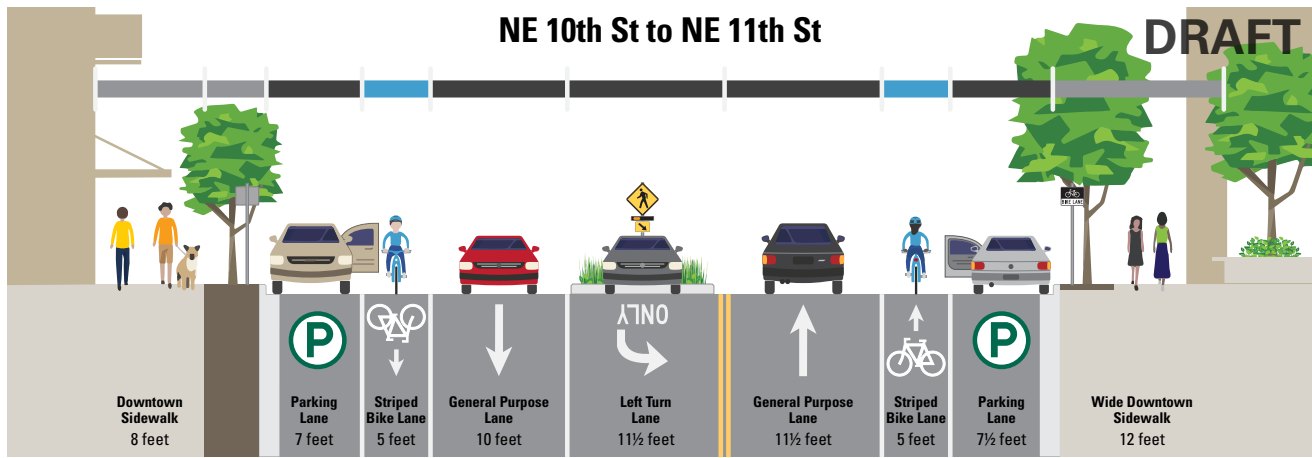 NE 10th St to NE 11th St
DRAFT
BIKE LANE
ONLY
P
P
Downtown
Sidewalk
8 feet
Parking
Lane
7 feet
Striped
Bike Lane
5 feet
General Purpose
Lane
10 feet
Left Turn
Lane
11½ feet
General Purpose
Lane
11½ feet
Striped
Bike Lane
5 feet
Parking
Lane
7½ feet
Wide Downtown
Sidewalk
12 feet